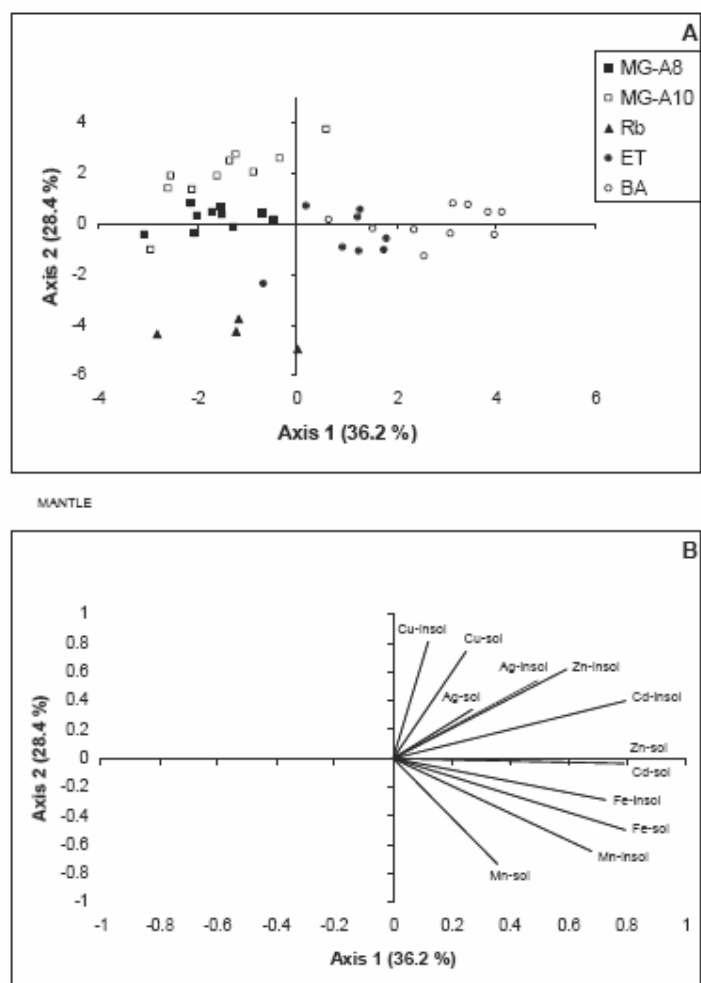 A
MG-A8
MG-A10
Rb
ET
BA
4
2
0
-2
-4
-6
Axis 2 (28.4 %)
-4 -2 0 2 4 6
Axis 1 (36.2 %)
MANTLE
B
1
0.8
0.6
0.4
0.2
0
-0.2
-0.4
-0.6
-0.8
-1
Axis 2 (28.4 %)
Cu-insol
Cu-sol
Ag-insol
Zn-insol
Ag-sol
Cd-insol
Zn-sol
Cd-sol
Fe-insol
Fe-sol
Mn-insol
Mn-sol
-1 -0.8 -0.6 -0.4 -0.2 0 0.2 0.4 0.6 0.8 1
Axis 1 (36.2 %)